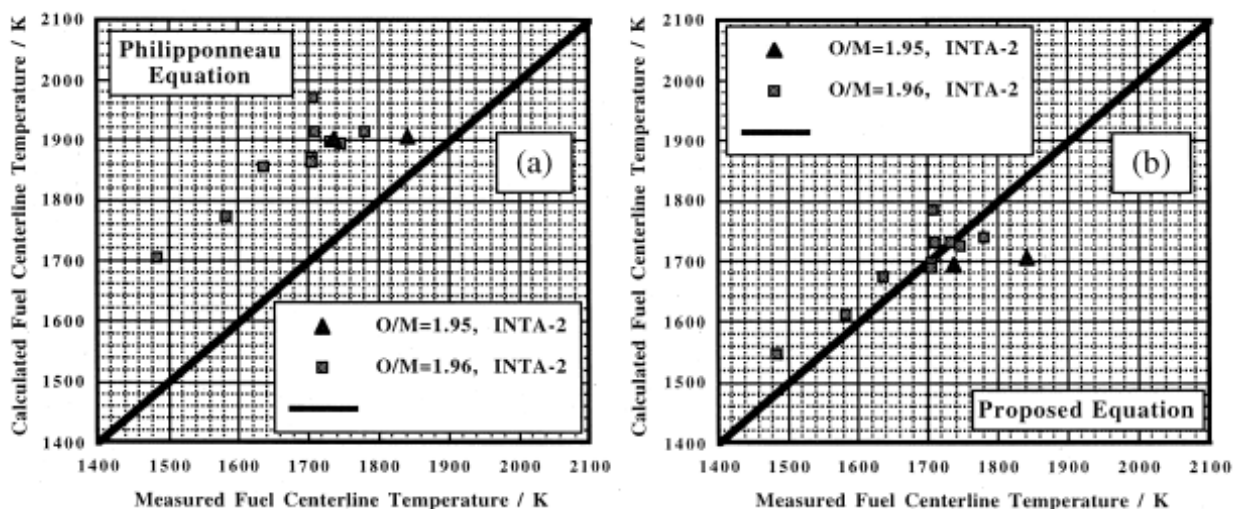 Calculated Fuel Centerline Temperature / K
2100
2000
1900
1800
1700
1600
1500
1400
Philipponneau
Equation
(a)
O/M=1.95, INTA-2
O/M=1.96, INTA-2
1400 1500 1600 1700 1800 1900 2000 2100
Measured Fuel Centerline Temperature / K
Calculated Fuel Centerline Temperature / K
2100
2000
1900
1800
1700
1600
1500
1400
O/M=1.95, INTA-2
O/M=1.96, INTA-2
(b)
Proposed Equation
1400 1500 1600 1700 1800 1900 2000 2100
Measured Fuel Centerline Temperature / K